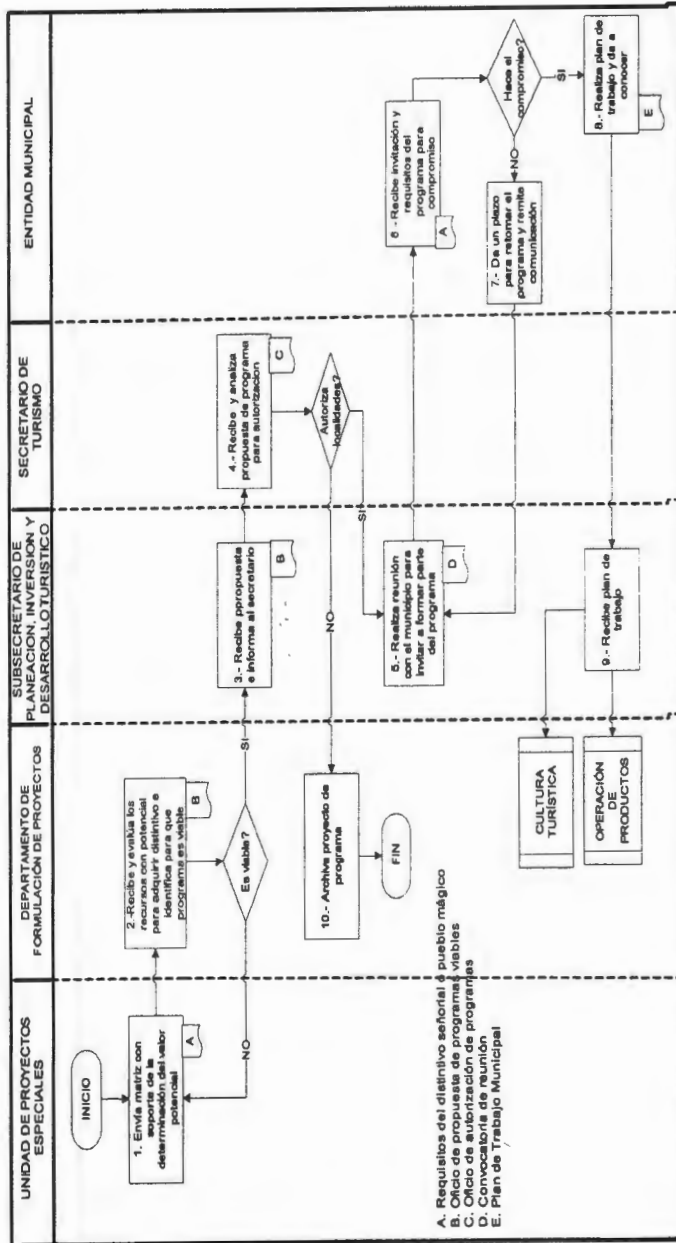 UNIDAD DE PROYECTOS
ESPECIALES
DEPARTAMENTO DE
FORMULACIÓN DE PROYECTOS
SUBSECRETARIO DE
PLANEACION, INVERSION Y
DESARROLLO TURÍSTICO
SECRETARIO DE
TURISMO
ENTIDAD MUNICIPAL
INICIO
1. Envía matriz con
soporte de la
determinación del valor
potencial
A
2.-Recibe y evalúa los
recursos con potencial
para adquirir distintivo e
identifica para que
programa es viable
B
Es viable?
NO
SI
3.- Recibe ppropuesta
e informa al secretario
B
4.- Recibe y analiza
propuesta de programa
para autorización
C
Autoriza
localidades?
NO
SI
10.- Archiva proyecto de
programa
FIN
5.- Realiza reunión
con el municipio para
invitar a formar parte
del programa
D
6.- Recibe invitación y
requisitos del
programa para
compromiso
A
Hace el
compromiso?
NO
SI
7.- Da un plazo
para retomar el
programa y remite
comunicación
8.- Realiza plan de
trabajo y da a
conocer
E
9.- Recibe plan de
trabajo
CULTURA
TURÍSTICA
OPERACIÓN
DE
PRODUCTOS
A. Requisitos del distintivo señorial ó pueblo mágico
B. Oficio de propuesta de programas viables
C. Oficio de autorización de programas
D. Convocatoria de reunión
E. Plan de Trabajo Municipal